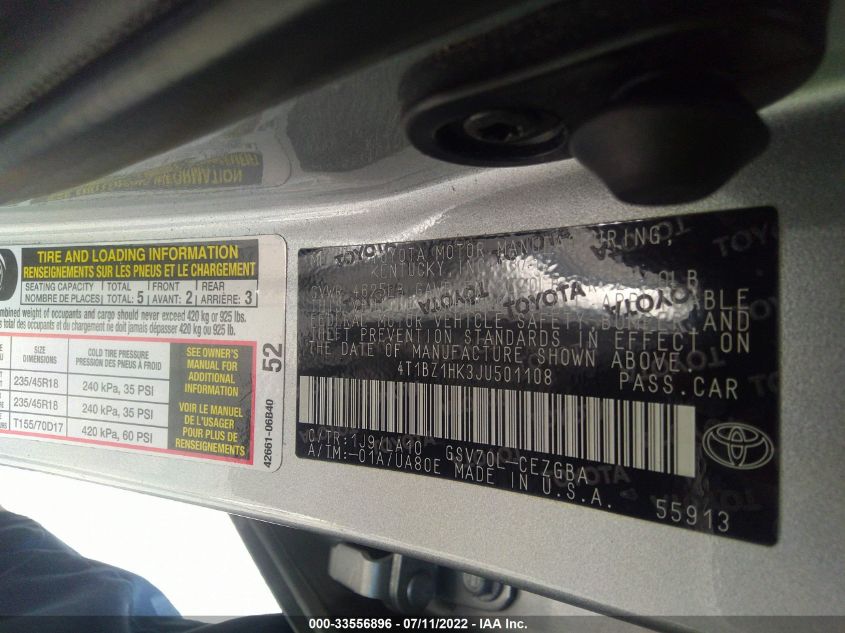 TIRE AND LOADING INFORMATION
RENSEIGNEMENTS SUR LES PNEUS ET LE CHARGEMENT
SEATING CAPACITY TOTAL 5 FRONT 2 REAR 3
NOMBRE DE PLACES TOTAL AVANT ARRIÈRE
combined weight of occupants and cargo should never exceed 420 kg or 925 lbs.
total des occupants et du chargement ne doit jamais dépasser 420 kg ou 925 lb.
SIZE DIMENSIONS
COLD TIRE PRESSURE
PRESSION DES PNEUS À FROID
235/45R18 240 kPa, 35 PSI
235/45R18 240 kPa, 35 PSI
T155/70D17 420 kPa, 60 PSI
SEE OWNER'S
MANUAL FOR
ADDITIONAL
INFORMATION
VOIR LE MANUEL
DE L'USAGER
POUR PLUS DE
RENSEIGNEMENTS
52
42661-06B40
TOYOTA MOTOR
KENTUCKY,
FEDERAL MOTOR VEHICLE SAFETY, BUMPER, AND
THEFT PREVENTION STANDARDS IN EFFECT ON
THE DATE OF MANUFACTURE SHOWN ABOVE.
4T1BZ1HK3JU501108 PASS.CAR
C/TR:1J9/LA10 GSV70L-CEZGBA
A/TM:-01A/UA80E MADE IN U.S.A.
55913
000-33556896 - 07/11/2022 - IAA Inc.